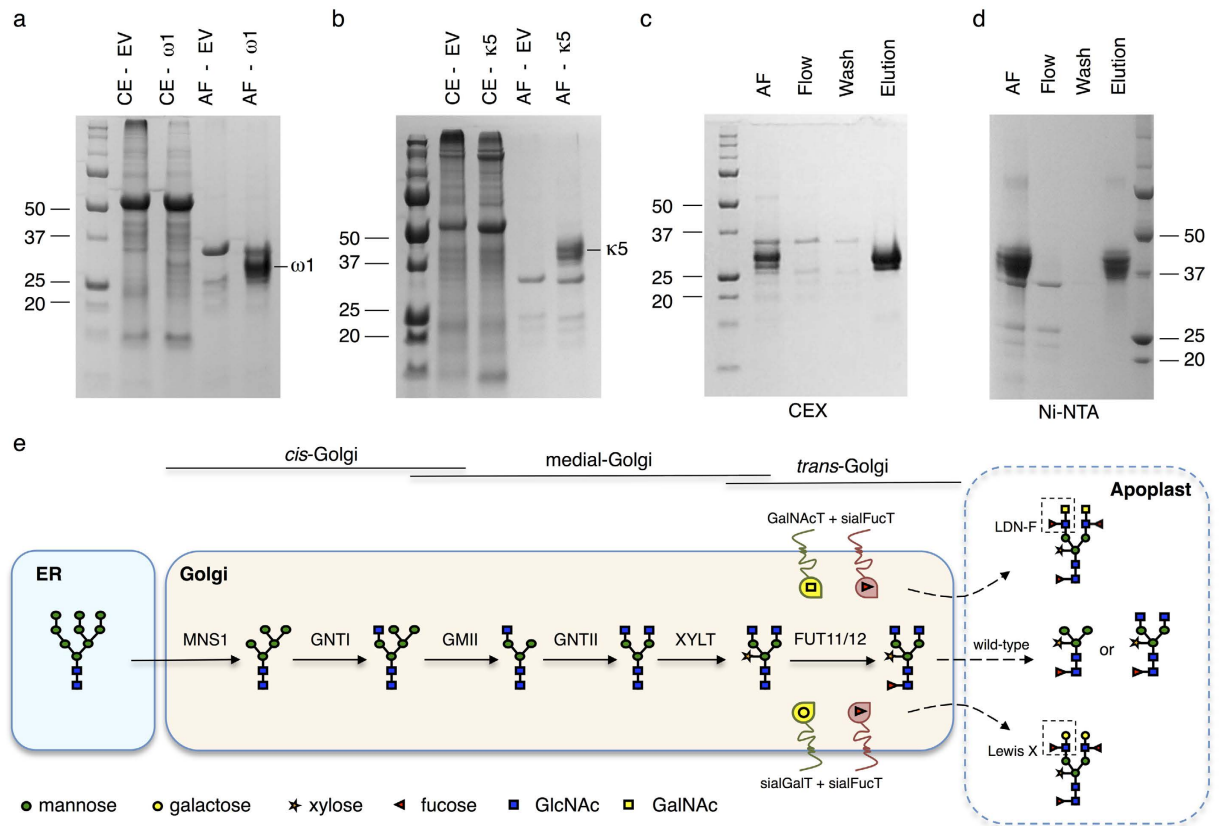 a
CE - EV
CE - ω1
AF - EV
AF - ω1
50
37
25
20
ω1
b
CE - EV
CE - κ5
AF - EV
AF - κ5
50
37
25
20
κ5
c
AF
Flow
Wash
Elution
50
37
25
20
CEX
d
AF
Flow
Wash
Elution
50
37
25
20
Ni-NTA
e
cis-Golgi
medial-Golgi
trans-Golgi
Apoplast
GalNAcT + sialFucT
LDN-F
ER
Golgi
MNS1
GNTI
GMII
GNTII
XYLT
FUT11/12
wild-type
or
Lewis X
sialGalT + sialFucT
mannose
galactose
xylose
fucose
GlcNAc
GalNAc